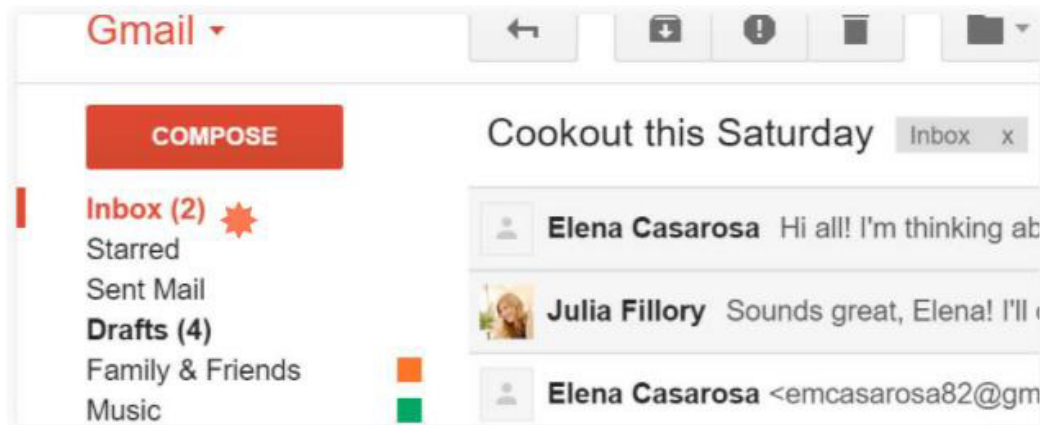 Gmail
COMPOSE
Inbox (2)
Starred
Sent Mail
Drafts (4)
Family & Friends
Music
Cookout this Saturday Inbox x
Elena Casarosa Hi all! I'm thinking ab
Julia Fillory Sounds great, Elena! I'll
Elena Casarosa <emcasarosa82@gm